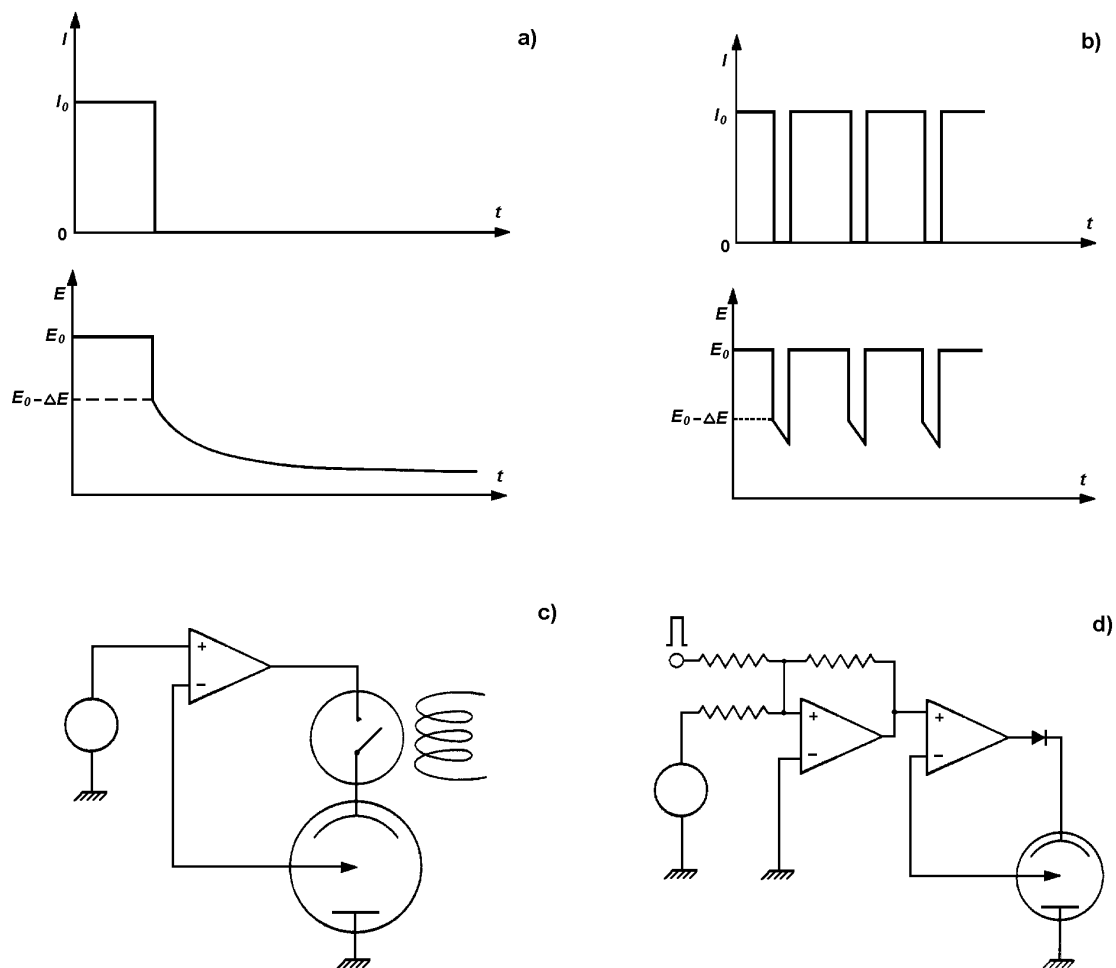 a)
I
I₀
t
0
E
E₀
E₀ – ΔE
t
b)
I
I₀
t
0
E
E₀
E₀ – ΔE
t
c)
+
−
d)
+
−
+
−